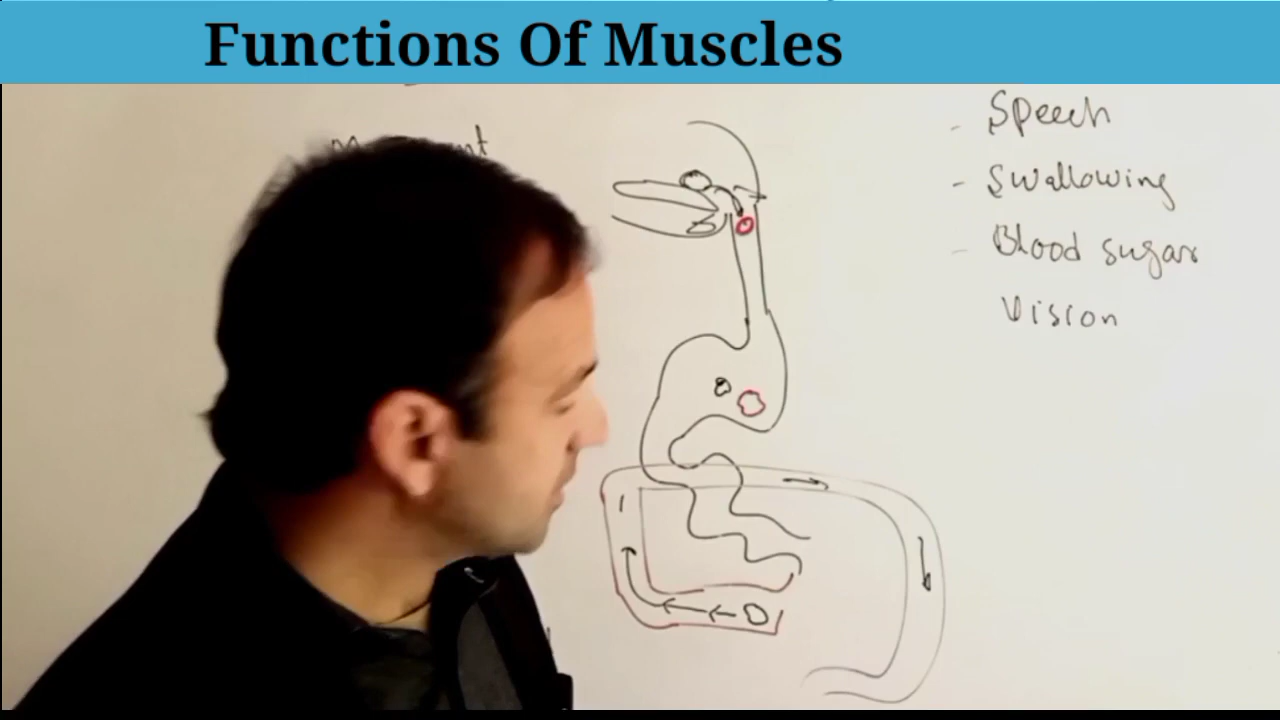 Functions Of Muscles
Speech
Swallowing
Blood sugar
Vision